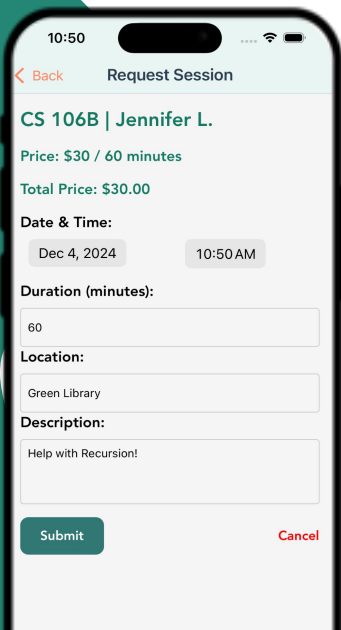 10:50
Back
Request Session
CS 106B | Jennifer L.
Price: $30 / 60 minutes
Total Price: $30.00
Date & Time:
Dec 4, 2024
10:50 AM
Duration (minutes):
60
Location:
Green Library
Description:
Help with Recursion!
Submit
Cancel